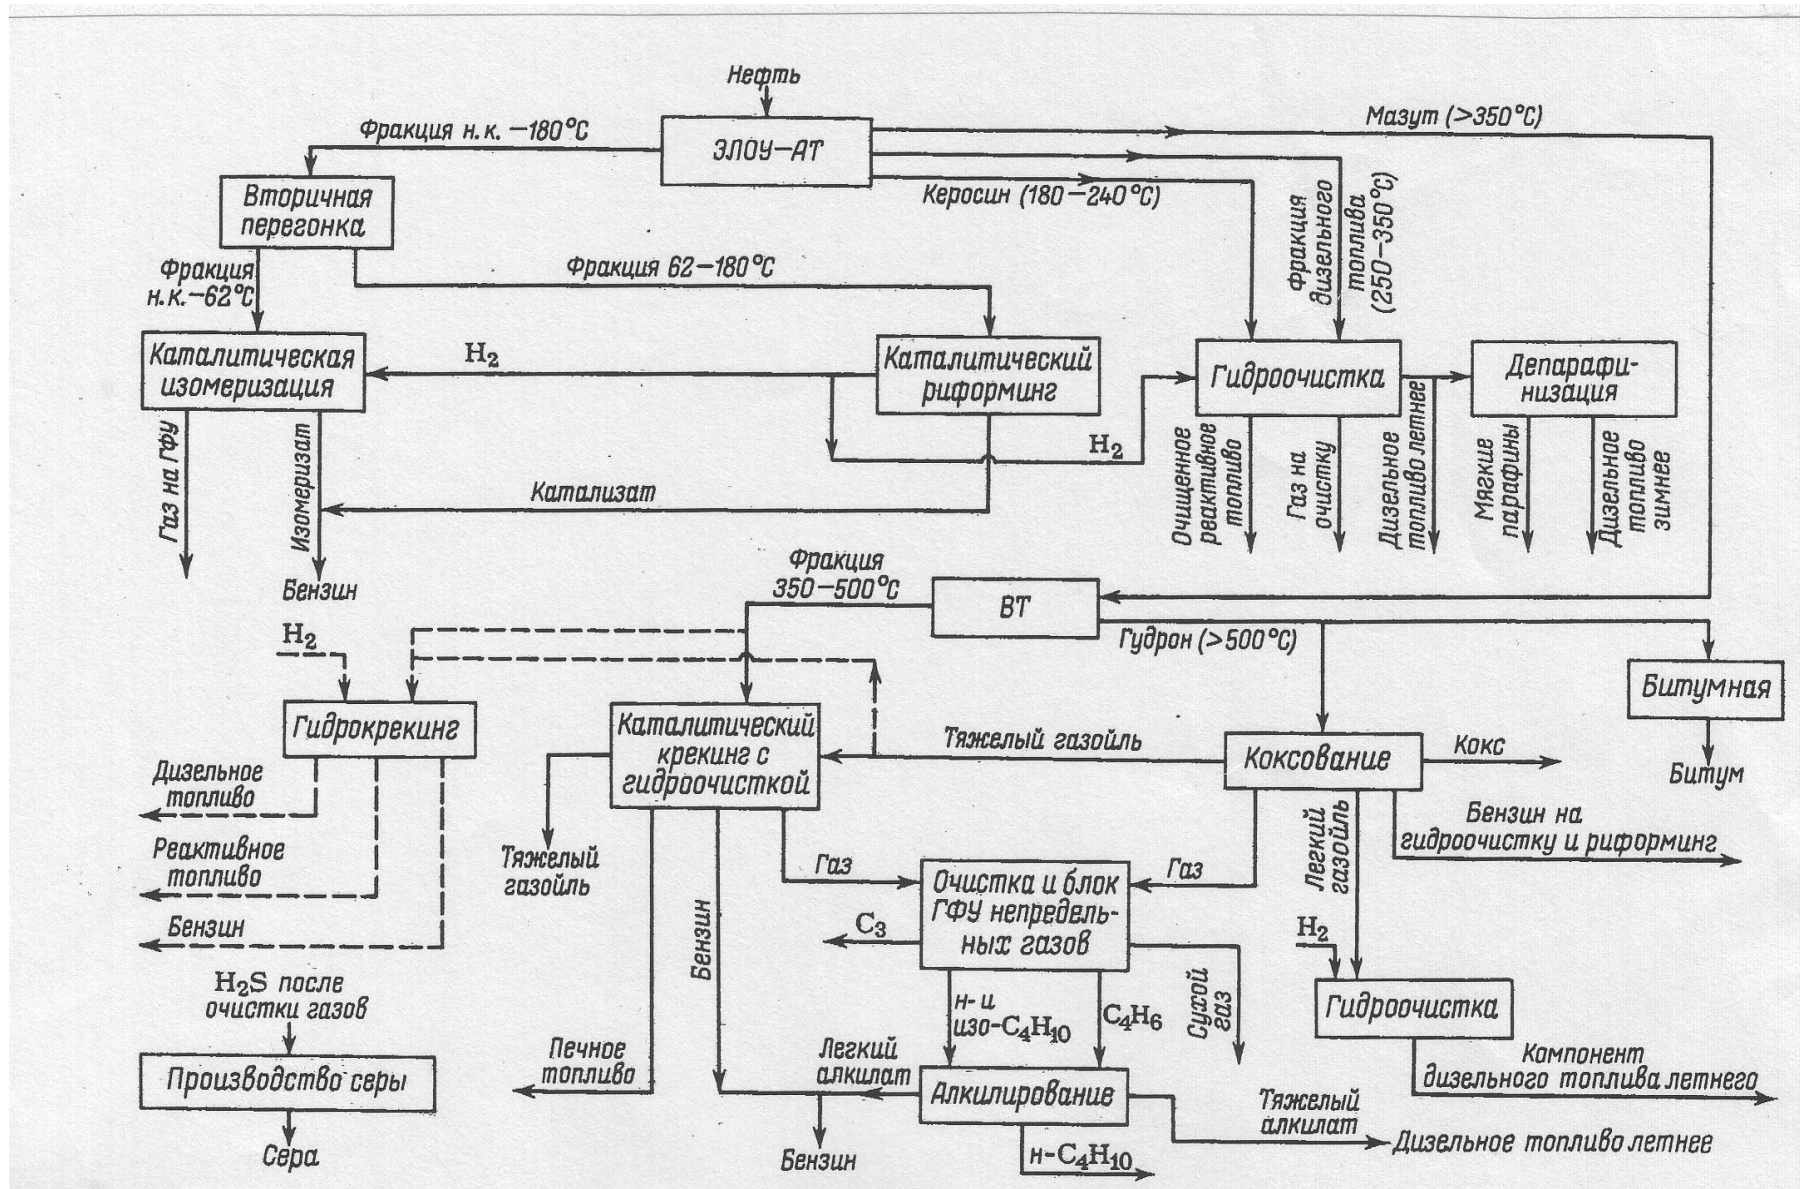 Нефть
Фракция н.к. –180°С
ЭЛОУ–АТ
Мазут (>350°С)
Керосин (180–240°С)
Вторичная
перегонка
Фракция
дизельного
топлива
(250–350°С)
Фракция
н.к.–62°С
Фракция 62–180°С
Каталитическая
изомеризация
H₂
Каталитический
риформинг
Гидроочистка
Депарафи-
низация
H₂
Газ на ГФУ
Изомеризат
Катализат
Очищенное
реактивное
топливо
Газ на
очистку
Дизельное
топливо летнее
Мягкие
парафины
Дизельное
топливо
зимнее
Бензин
Фракция
350–500°С
ВТ
Гудрон (>500°С)
H₂
Гидрокрекинг
Каталитический
крекинг с
гидроочисткой
Тяжелый газойль
Коксование
Кокс
Битумная
Битум
Дизельное
топливо
Реактивное
топливо
Бензин
Тяжелый
газойль
Газ
Очистка и блок
ГФУ непредель-
ных газов
Газ
Легкий
газойль
Бензин на
гидроочистку и риформинг
C₃
Бензин
H₂
H₂S после
очистки газов
н- и
изо-C₄H₁₀
C₄H₆
Сухой
газ
Гидроочистка
Производство серы
Печное
топливо
Легкий
алкилат
Алкилирование
Компонент
дизельного топлива летнего
Тяжелый
алкилат
Сера
Бензин
н-C₄H₁₀
Дизельное топливо летнее